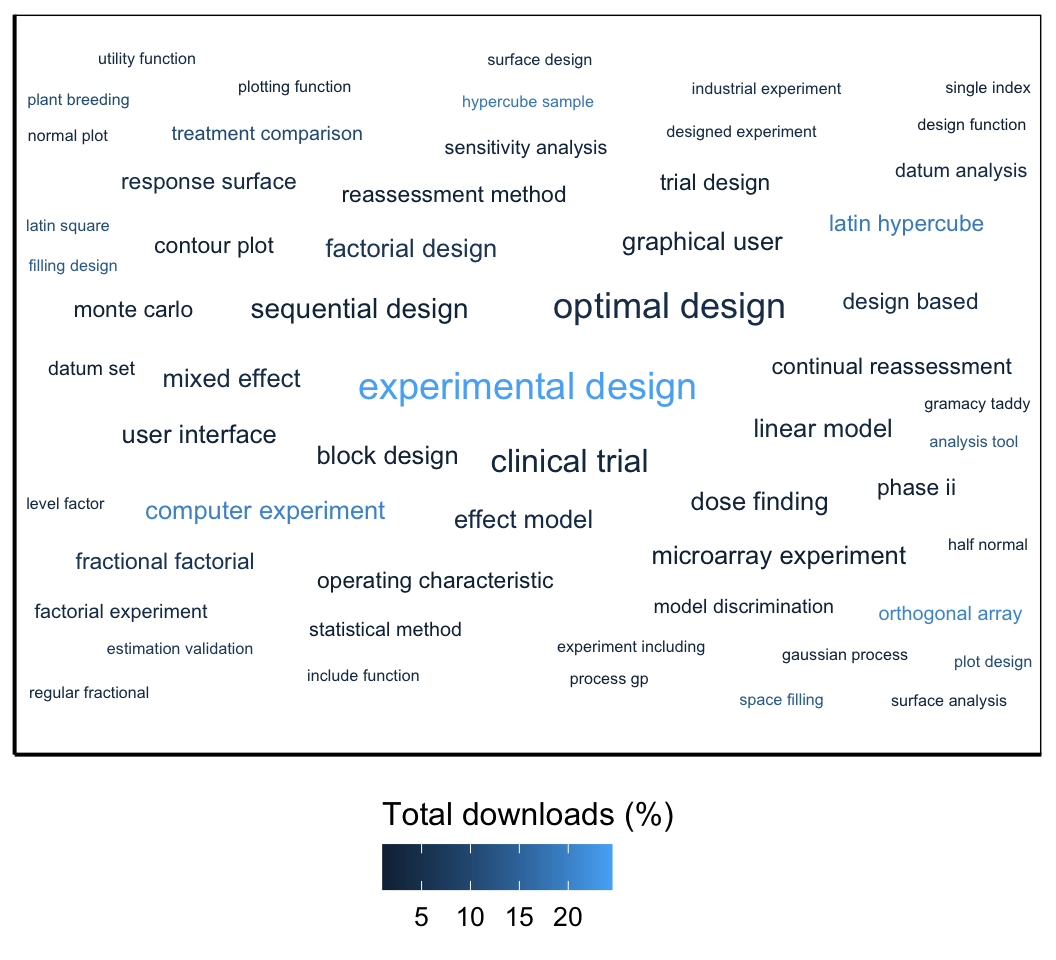 utility function
surface design
plotting function
industrial experiment
single index
plant breeding
hypercube sample
normal plot
treatment comparison
designed experiment
design function
sensitivity analysis
datum analysis
response surface
reassessment method
trial design
latin square
latin hypercube
contour plot
factorial design
graphical user
filling design
monte carlo
sequential design
optimal design
design based
datum set
mixed effect
experimental design
continual reassessment
gramacy taddy
user interface
linear model
analysis tool
block design
clinical trial
phase ii
level factor
computer experiment
effect model
dose finding
half normal
fractional factorial
microarray experiment
operating characteristic
factorial experiment
model discrimination
orthogonal array
statistical method
estimation validation
experiment including
gaussian process
plot design
include function
process gp
regular fractional
space filling
surface analysis
Total downloads (%)
5 10 15 20